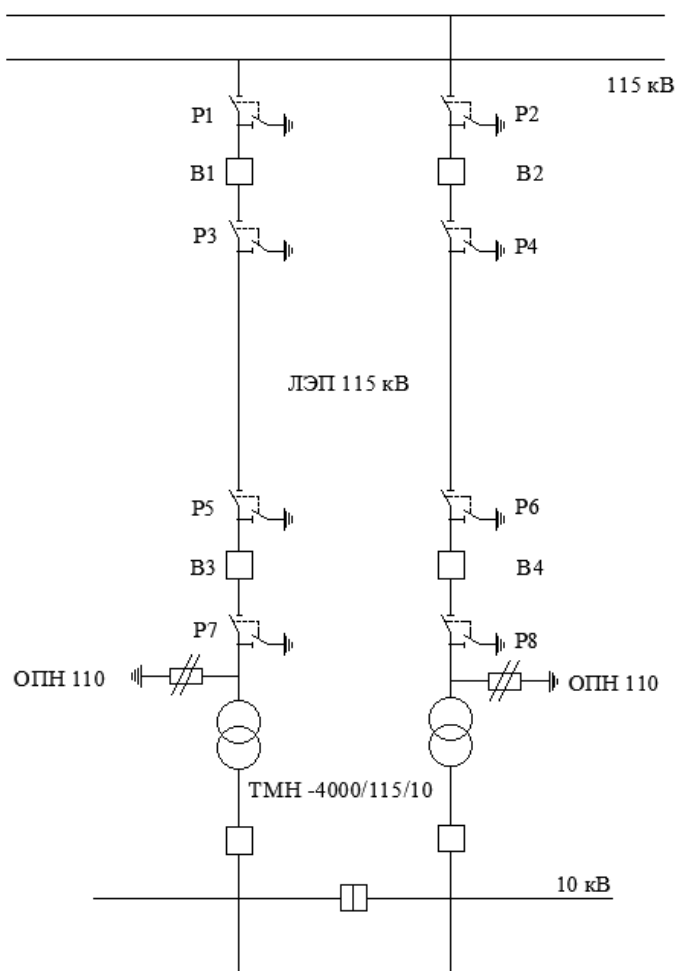 115 кВ
Р1
Р2
В1
В2
Р3
Р4
ЛЭП 115 кВ
Р5
Р6
В3
В4
Р7
Р8
ОПН 110
ОПН 110
ТМН -4000/115/10
10 кВ